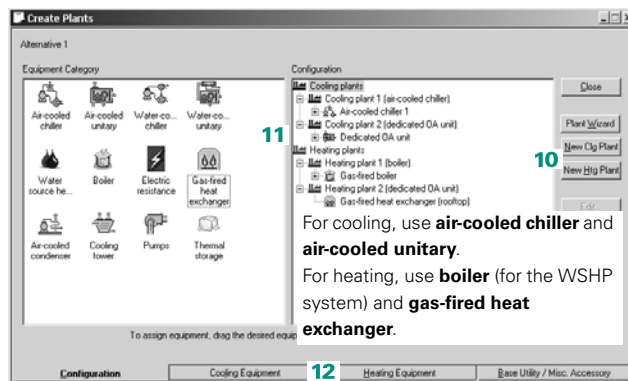 Create Plants
Alternative 1
Equipment Category
Air-cooled chiller
Air-cooled unitary
Water-co... chiller
Water-co... unitary
Water source he...
Boiler
Electric resistance
Gas-fired heat exchanger
Air-cooled condenser
Cooling tower
Pumps
Thermal storage
11
Configuration
Cooling plants
Cooling plant 1 (air-cooled chiller)
Air-cooled chiller 1
Cooling plant 2 (dedicated OA unit)
Dedicated OA unit
Heating plants
Heating plant 1 (boiler)
Gas-fired boiler
Heating plant 2 (dedicated OA unit)
Gas-fired heat exchanger (rooftop)
10
Close
Plant Wizard
New Clg Plant
New Htg Plant
Edit...
For cooling, use air-cooled chiller and
air-cooled unitary.
For heating, use boiler (for the WSHP
system) and gas-fired heat
exchanger.
To assign equipment, drag the desired equip
Configuration
Cooling Equipment
12
Heating Equipment
Base Utility / Misc. Accessory